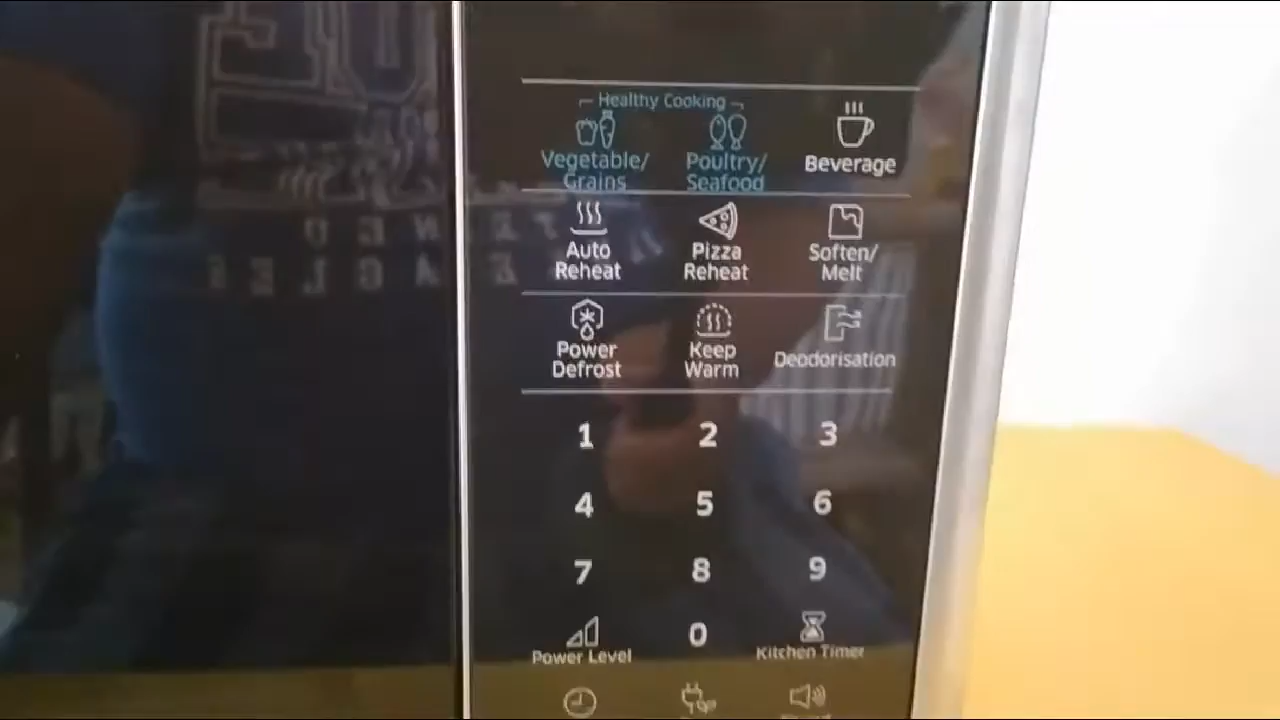 Healthy Cooking
Vegetable/
Grains
Poultry/
Seafood
Beverage
Auto
Reheat
Pizza
Reheat
Soften/
Melt
Power
Defrost
Keep
Warm
Deodorisation
1 2 3
4 5 6
7 8 9
0
Power Level
Kitchen Timer